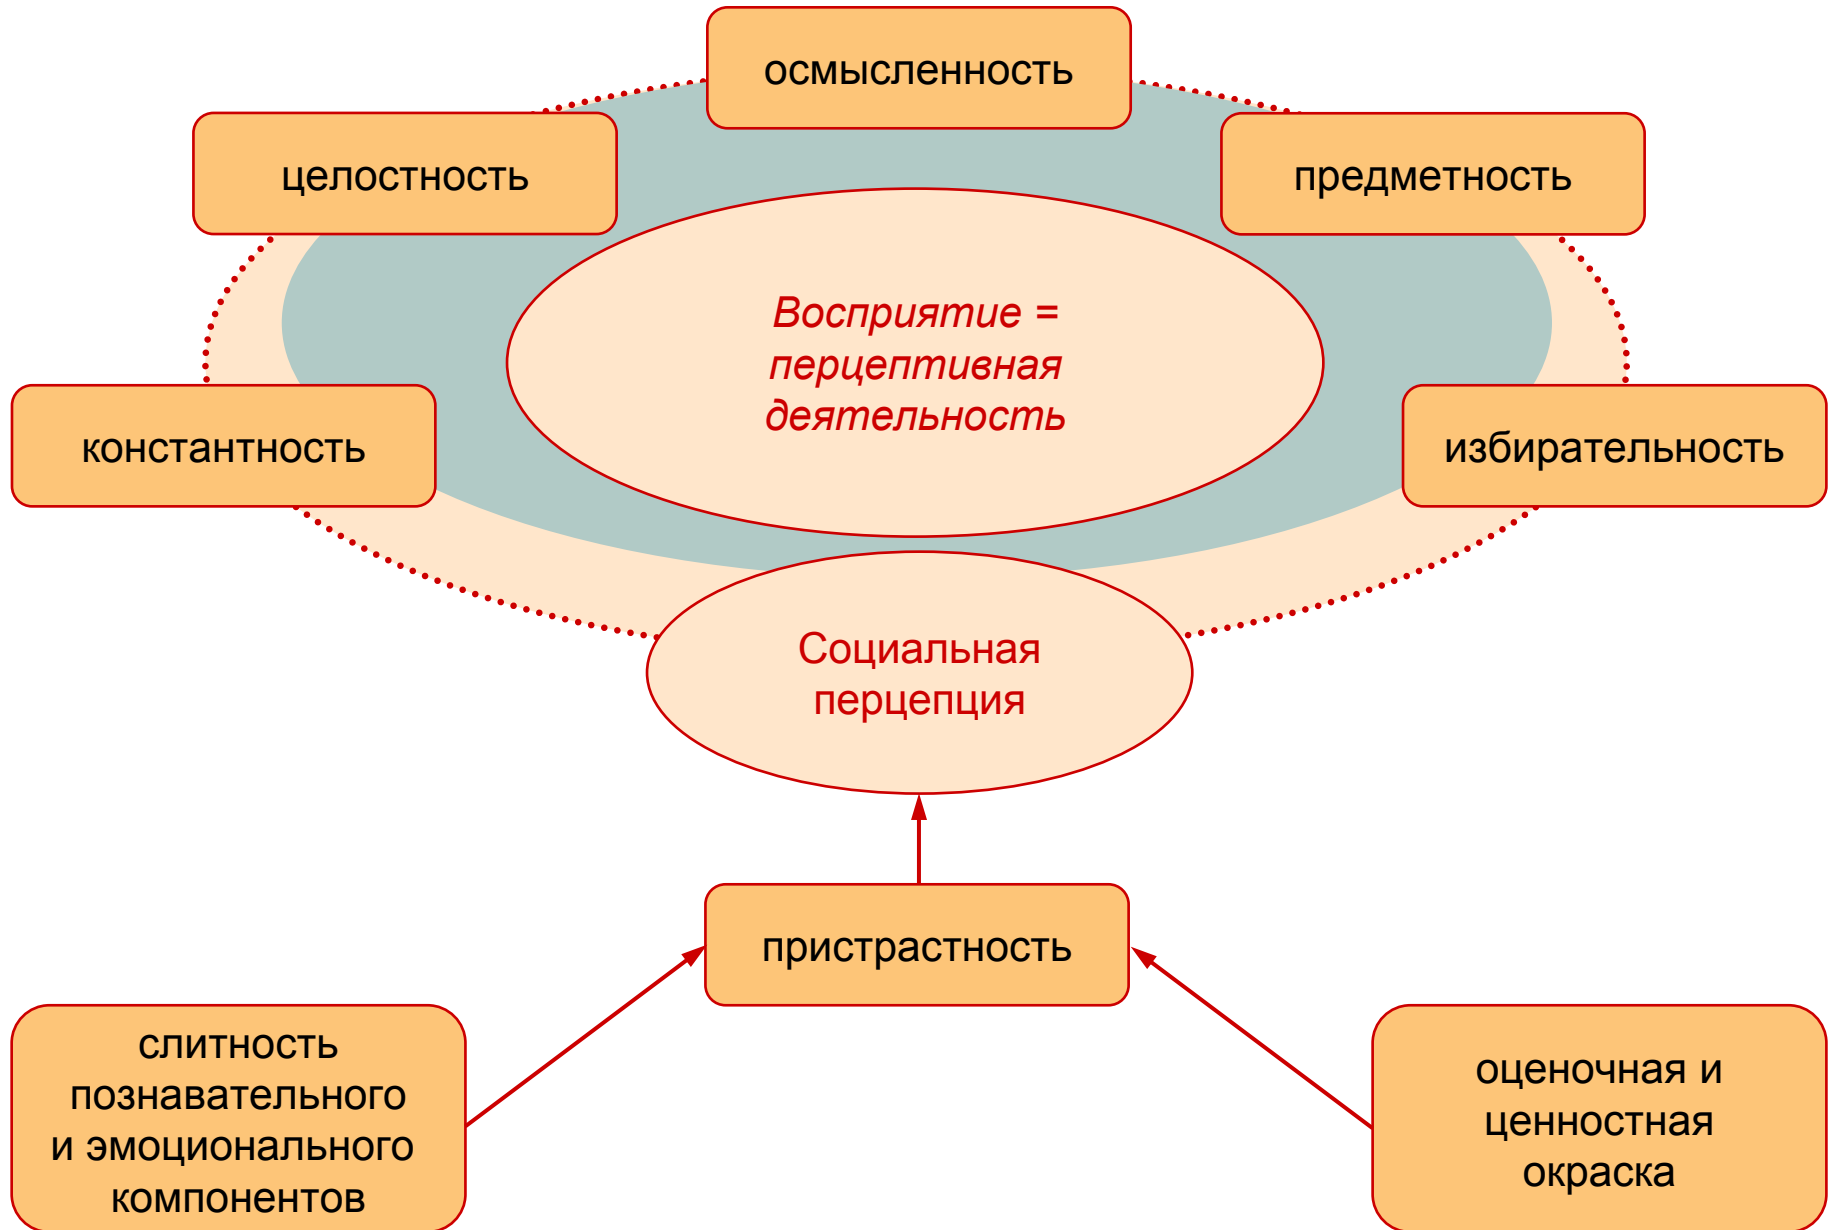 осмысленность
целостность
предметность
Восприятие =
перцептивная
деятельность
константность
избирательность
Социальная
перцепция
пристрастность
слитность
познавательного
и эмоционального
компонентов
оценочная и
ценностная
окраска